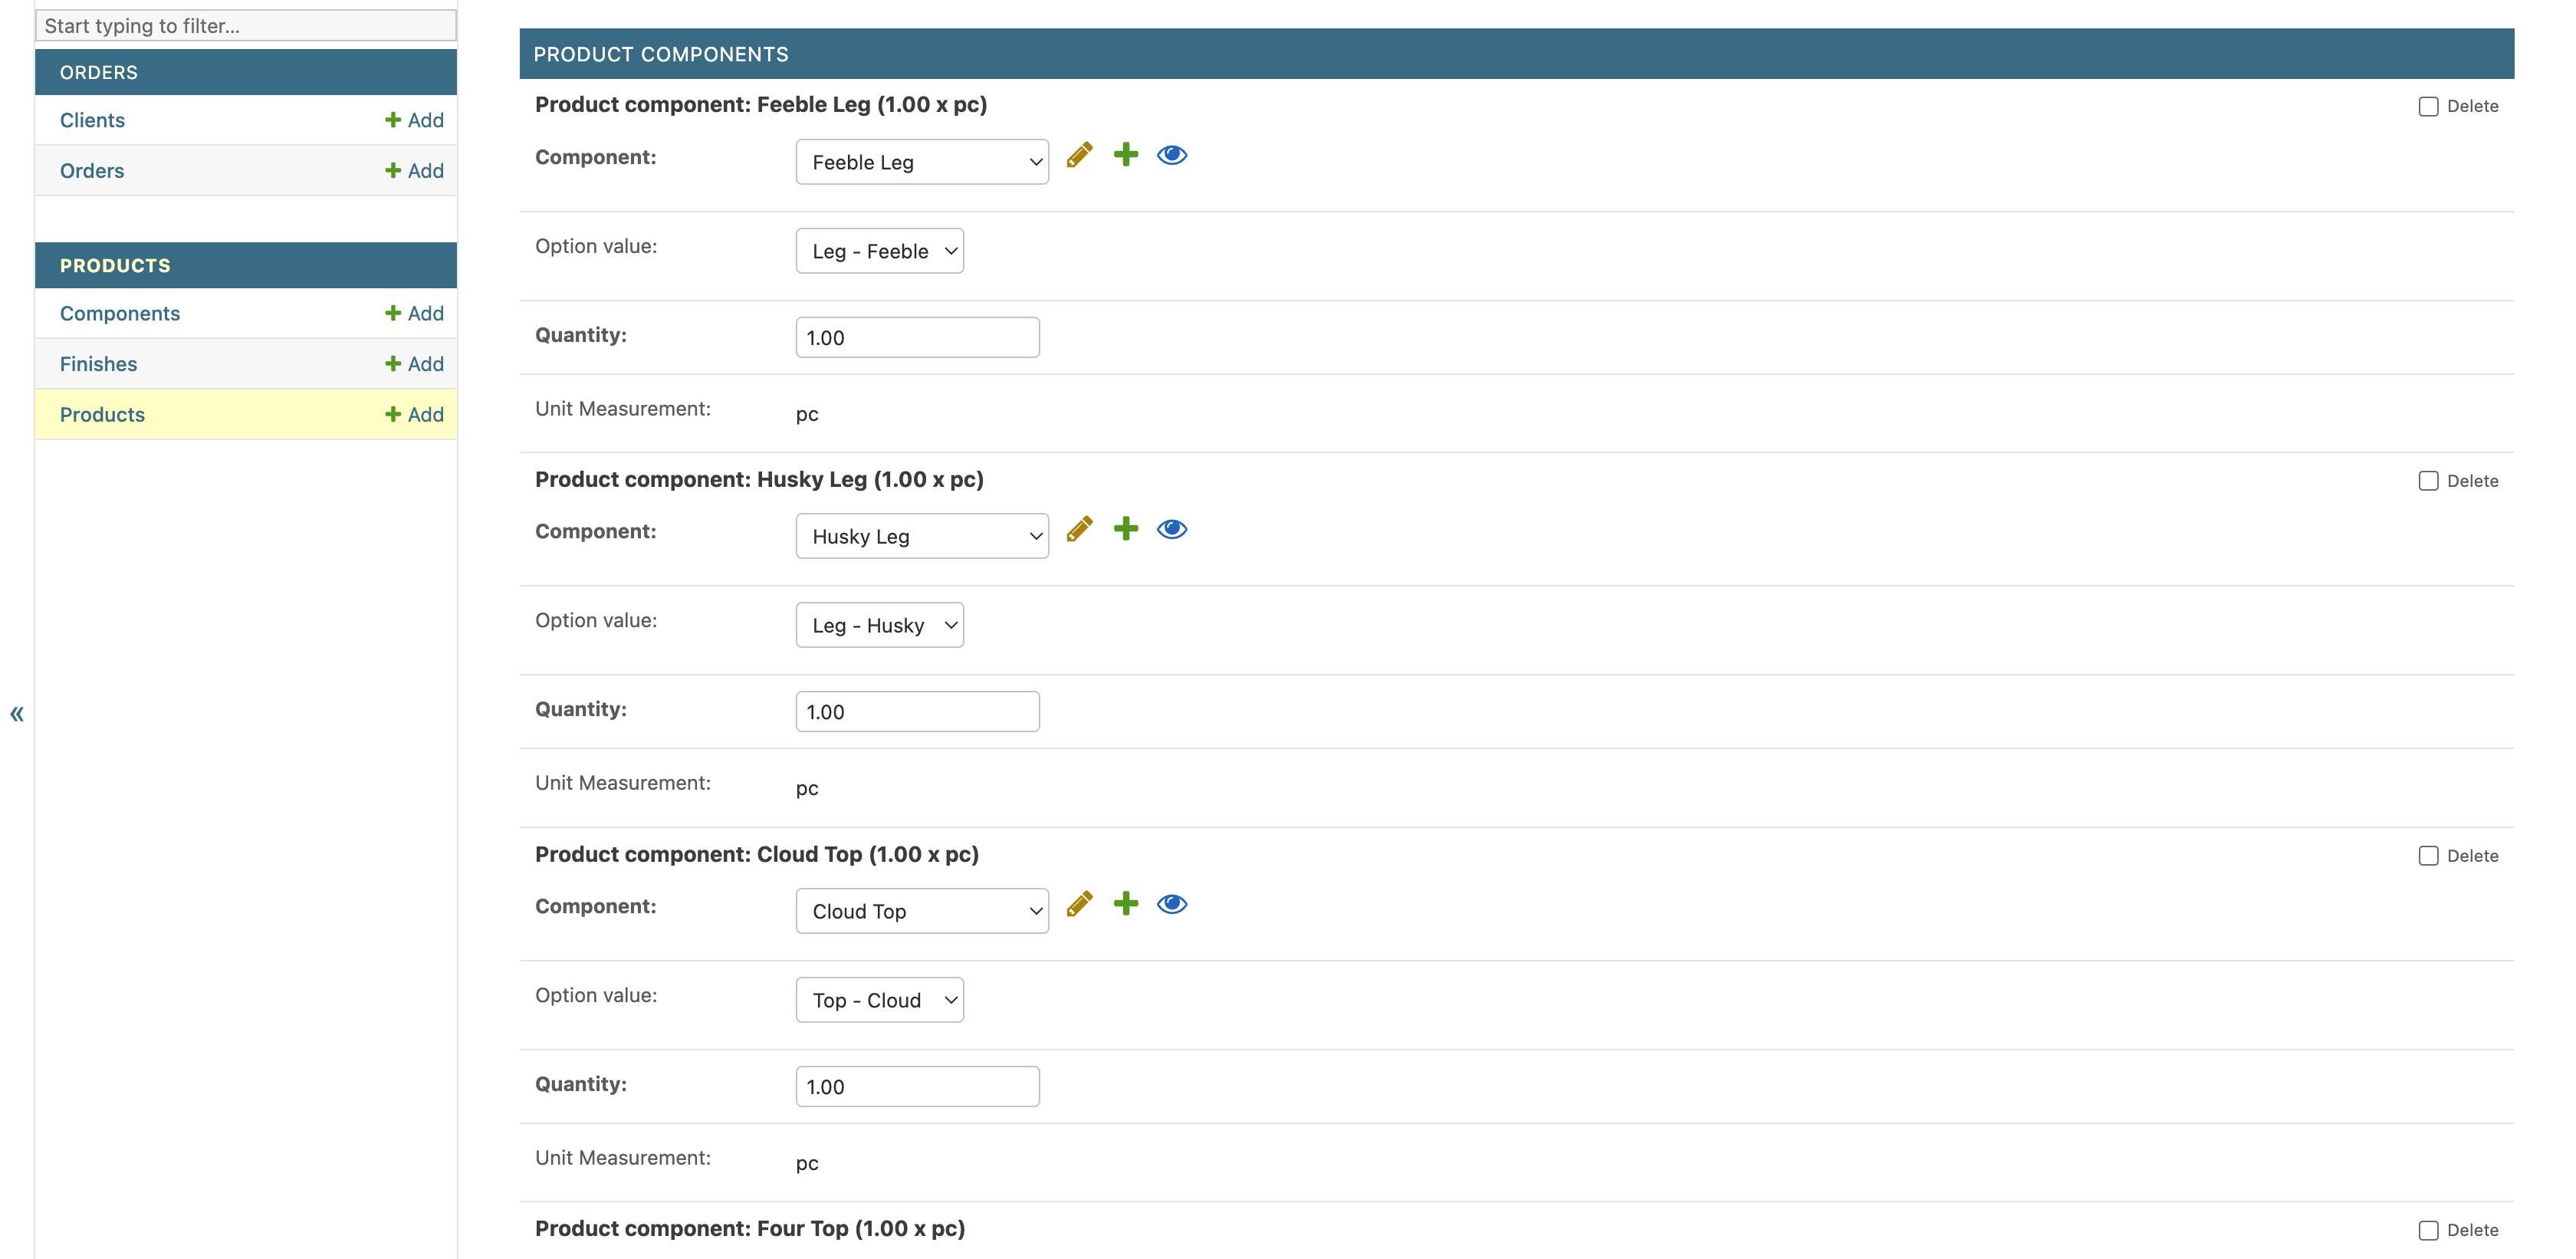 Start typing to filter...
ORDERS
Clients Add
Orders Add
PRODUCTS
Components Add
Finishes Add
Products Add
«
PRODUCT COMPONENTS
Product component: Feeble Leg (1.00 x pc) Delete
Component: Feeble Leg
Option value: Leg - Feeble
Quantity: 1.00
Unit Measurement: pc
Product component: Husky Leg (1.00 x pc) Delete
Component: Husky Leg
Option value: Leg - Husky
Quantity: 1.00
Unit Measurement: pc
Product component: Cloud Top (1.00 x pc) Delete
Component: Cloud Top
Option value: Top - Cloud
Quantity: 1.00
Unit Measurement: pc
Product component: Four Top (1.00 x pc) Delete